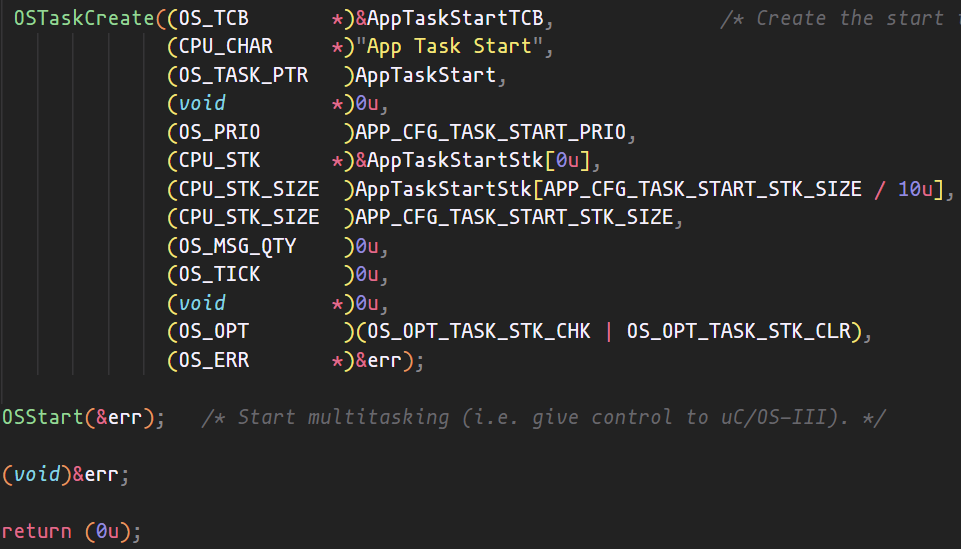 OSTaskCreate((OS_TCB       *)&AppTaskStartTCB,              /* Create the start
             (CPU_CHAR     *)"App Task Start",
             (OS_TASK_PTR   )AppTaskStart,
             (void         *)0u,
             (OS_PRIO       )APP_CFG_TASK_START_PRIO,
             (CPU_STK      *)&AppTaskStartStk[0u],
             (CPU_STK_SIZE  )AppTaskStartStk[APP_CFG_TASK_START_STK_SIZE / 10u],
             (CPU_STK_SIZE  )APP_CFG_TASK_START_STK_SIZE,
             (OS_MSG_QTY    )0u,
             (OS_TICK       )0u,
             (void         *)0u,
             (OS_OPT        )(OS_OPT_TASK_STK_CHK | OS_OPT_TASK_STK_CLR),
             (OS_ERR       *)&err);
OSStart(&err);   /* Start multitasking (i.e. give control to uC/OS-III). */
(void)&err;
return (0u);